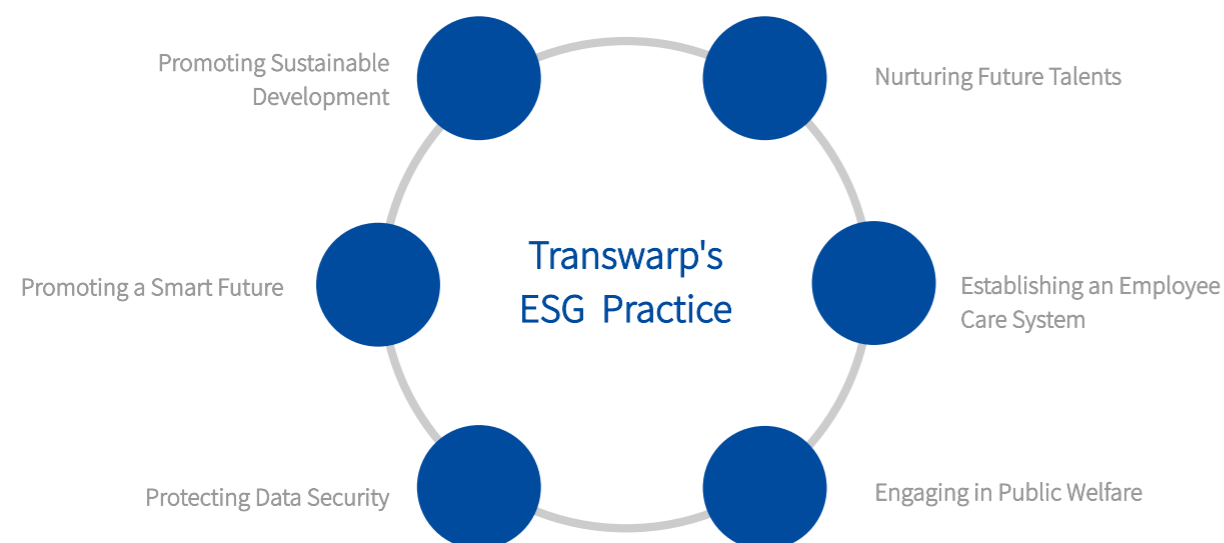 Promoting Sustainable
Development
Nurturing Future Talents
Transwarp's
ESG Practice
Promoting a Smart Future
Establishing an Employee
Care System
Protecting Data Security
Engaging in Public Welfare